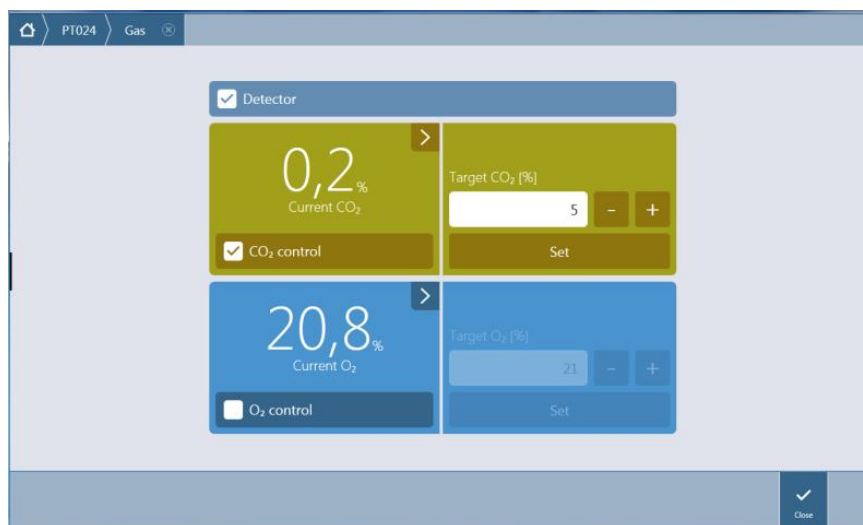 PT024 Gas
Detector
0,2%
Current CO₂
CO₂ control
Target CO₂ [%]
5 - +
Set
20,8%
Current O₂
O₂ control
Target O₂ [%]
21 - +
Set
Close